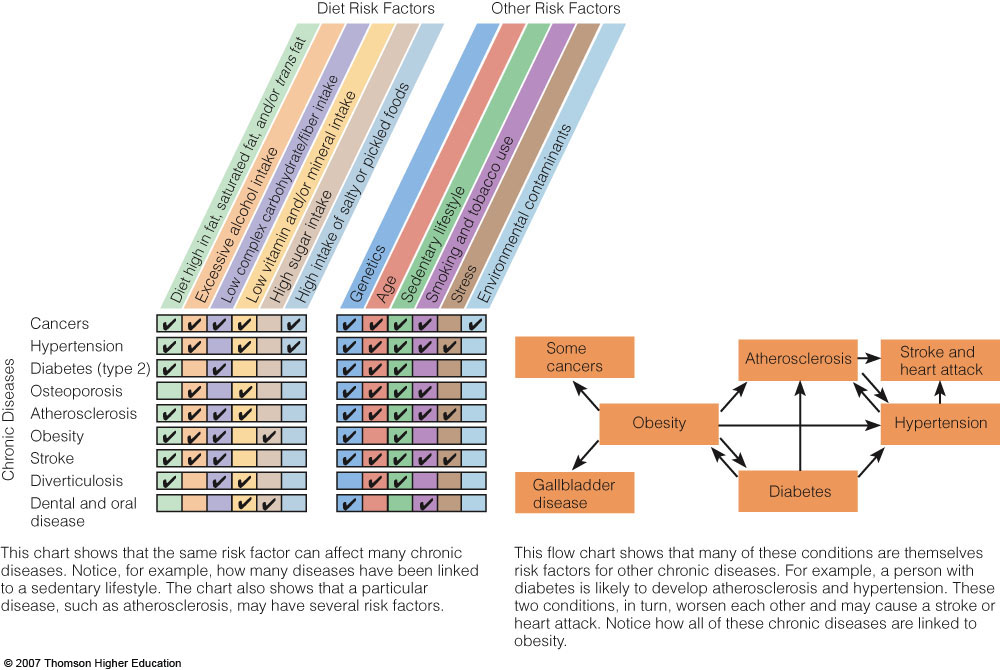 Diet Risk Factors
Other Risk Factors
Diet high in fat, saturated fat, and/or trans fat
Excessive alcohol intake
Low complex carbohydrate/fiber intake
Low vitamin and/or mineral intake
High sugar intake
High intake of salty or pickled foods
Genetics
Age
Sedentary lifestyle
Smoking and tobacco use
Stress
Environmental contaminants
Chronic Diseases
Cancers
Hypertension
Diabetes (type 2)
Osteoporosis
Atherosclerosis
Obesity
Stroke
Diverticulosis
Dental and oral
disease
Some
cancers
Obesity
Gallbladder
disease
Atherosclerosis
Stroke and
heart attack
Hypertension
Diabetes
This chart shows that the same risk factor can affect many chronic
diseases. Notice, for example, how many diseases have been linked
to a sedentary lifestyle. The chart also shows that a particular
disease, such as atherosclerosis, may have several risk factors.
This flow chart shows that many of these conditions are themselves
risk factors for other chronic diseases. For example, a person with
diabetes is likely to develop atherosclerosis and hypertension. These
two conditions, in turn, worsen each other and may cause a stroke or
heart attack. Notice how all of these chronic diseases are linked to
obesity.
© 2007 Thomson Higher Education